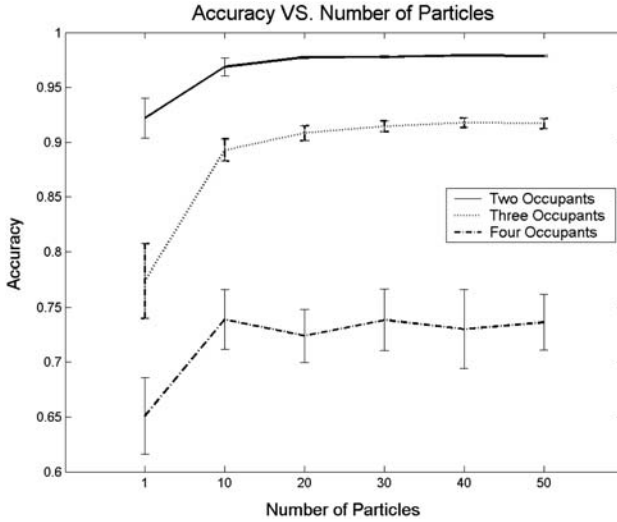 Accuracy VS. Number of Particles
1
0.95
0.9
0.85
0.8
0.75
0.7
0.65
0.6
Accuracy
Two Occupants
Three Occupants
Four Occupants
1 10 20 30 40 50
Number of Particles